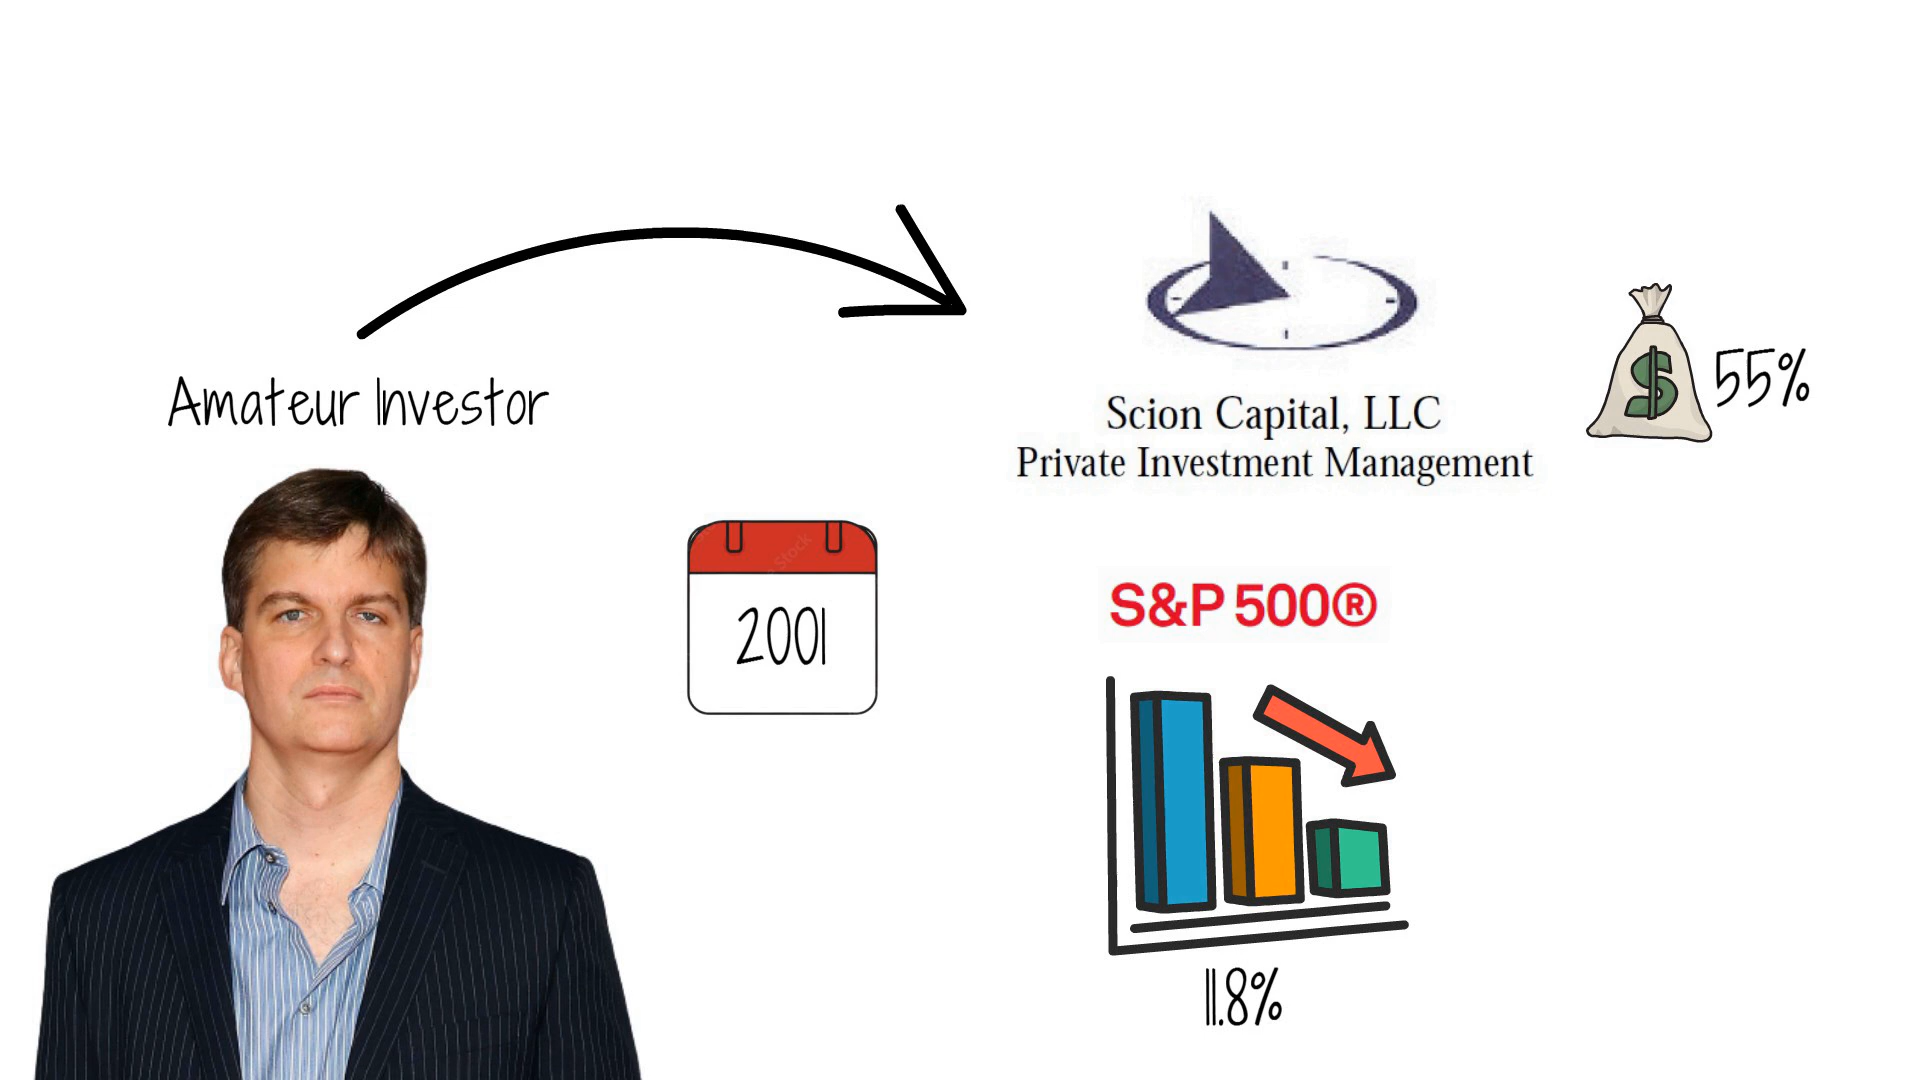 Amateur Investor
Scion Capital, LLC
Private Investment Management
$ 55%
2001
S&P 500®
11.8%